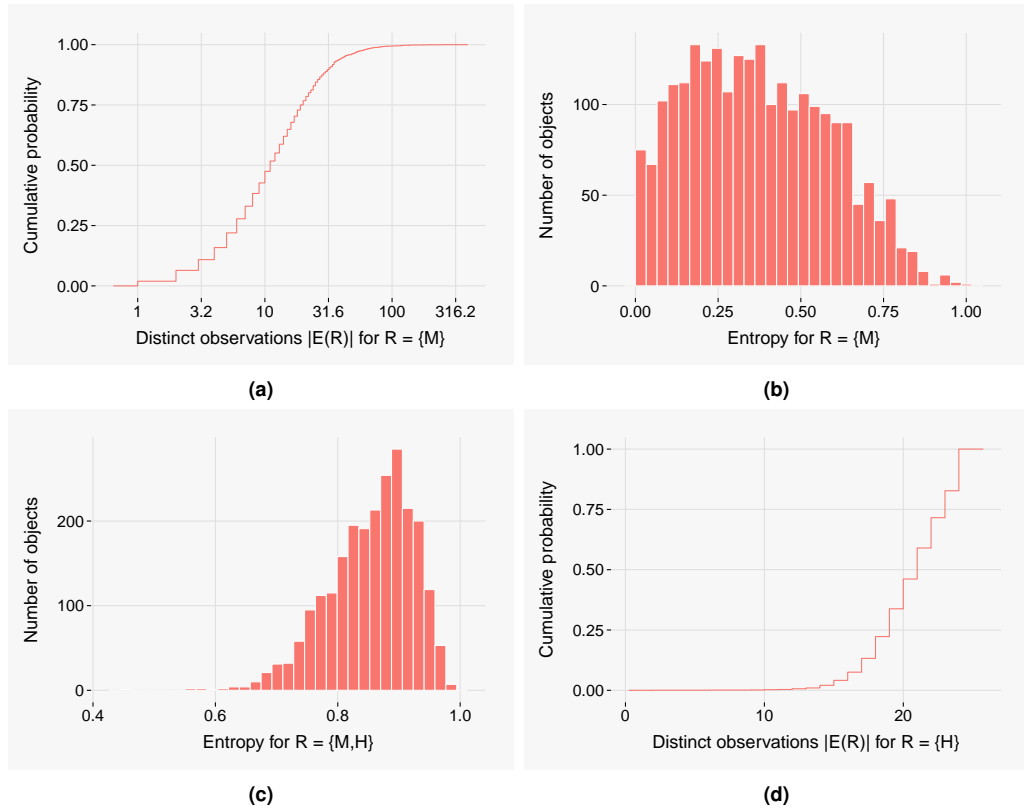 Cumulative probability
1.00
0.75
0.50
0.25
0.00
1 3.2 10 31.6 100 316.2
Distinct observations |E(R)| for R = {M}
(a)
Number of objects
100
50
0
0.00 0.25 0.50 0.75 1.00
Entropy for R = {M}
(b)
Number of objects
200
100
0
0.4 0.6 0.8 1.0
Entropy for R = {M,H}
(c)
Cumulative probability
1.00
0.75
0.50
0.25
0.00
0 10 20
Distinct observations |E(R)| for R = {H}
(d)